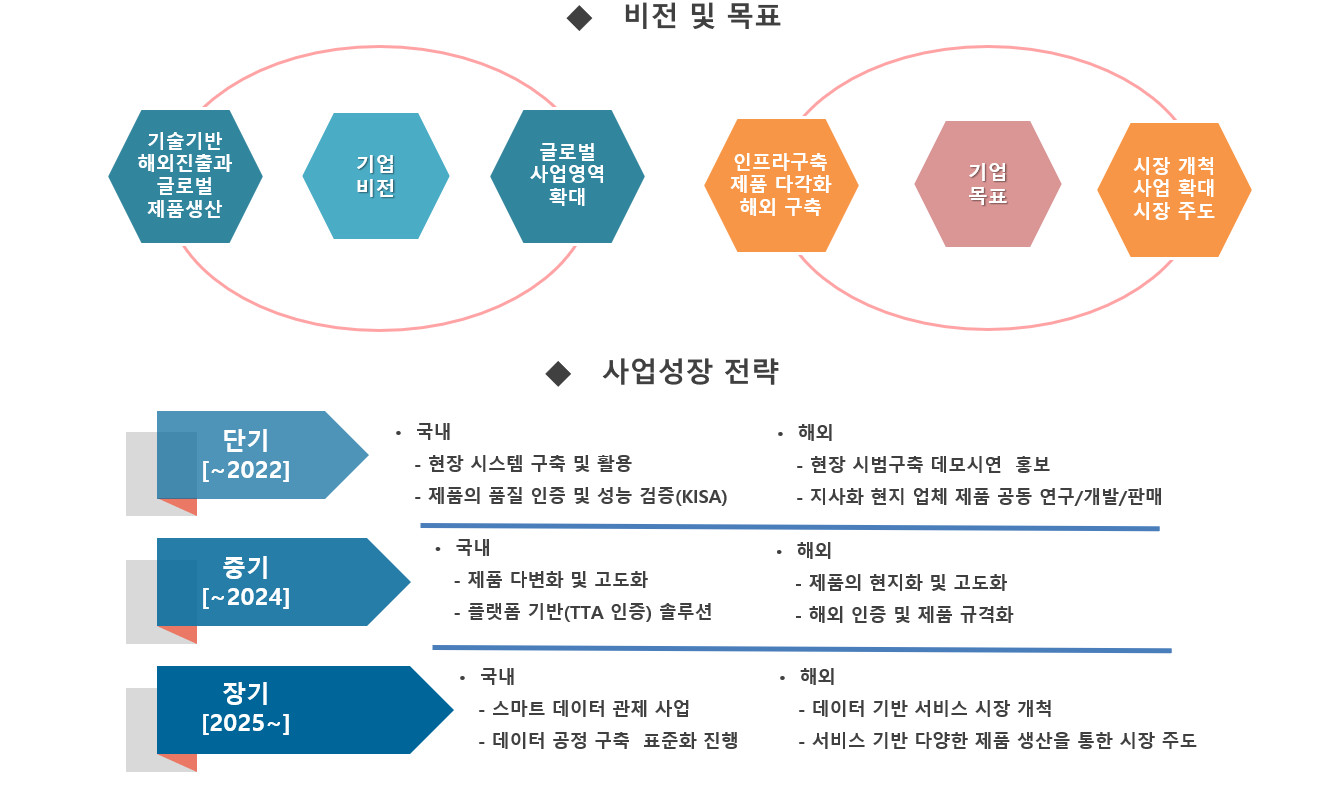 ◆ 비전 및 목표
기술기반
해외진출과
글로벌
제품생산
기업
비전
글로벌
사업영역
확대
인프라구축
제품 다각화
해외 구축
기업
목표
시장 개척
사업 확대
시장 주도
◆ 사업성장 전략
단기
[~2022]
• 국내
- 현장 시스템 구축 및 활용
- 제품의 품질 인증 및 성능 검증(KISA)
• 해외
- 현장 시범구축 데모시연 홍보
- 지사화 현지 업체 제품 공동 연구/개발/판매
중기
[~2024]
• 국내
- 제품 다변화 및 고도화
- 플랫폼 기반(TTA 인증) 솔루션
• 해외
- 제품의 현지화 및 고도화
- 해외 인증 및 제품 규격화
장기
[2025~]
• 국내
- 스마트 데이터 관제 사업
- 데이터 공정 구축 표준화 진행
• 해외
- 데이터 기반 서비스 시장 개척
- 서비스 기반 다양한 제품 생산을 통한 시장 주도